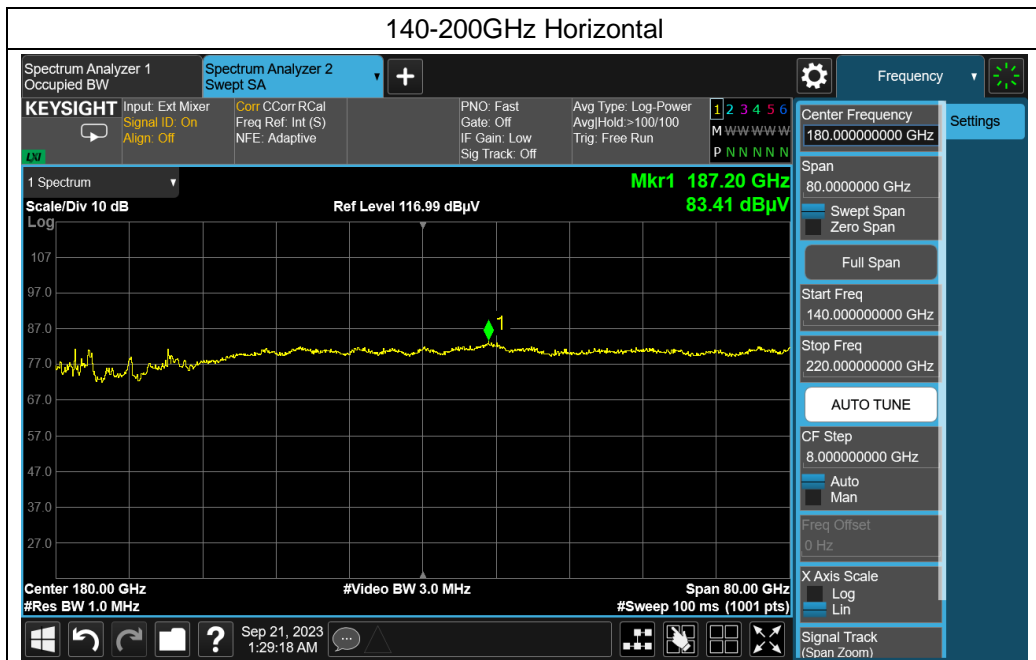 140-200GHz Horizontal
Spectrum Analyzer 1
Occupied BW
Spectrum Analyzer 2
Swept SA
Frequency
KEYSIGHT
LXI
Input: Ext Mixer
Signal ID: On
Align: Off
Corr CCorr RCal
Freq Ref: Int (S)
NFE: Adaptive
PNO: Fast
Gate: Off
IF Gain: Low
Sig Track: Off
Avg Type: Log-Power
Avg|Hold:>100/100
Trig: Free Run
1 2 3 4 5 6
M W W W W W
P N N N N N
1 Spectrum
Scale/Div 10 dB
Ref Level 116.99 dBµV
Mkr1 187.20 GHz
83.41 dBµV
Log
107
97.0
87.0
77.0
67.0
57.0
47.0
37.0
27.0
1
Center 180.00 GHz
#Res BW 1.0 MHz
#Video BW 3.0 MHz
Span 80.00 GHz
#Sweep 100 ms (1001 pts)
Center Frequency
180.000000000 GHz
Settings
Span
80.0000000 GHz
Swept Span
Zero Span
Full Span
Start Freq
140.000000000 GHz
Stop Freq
220.000000000 GHz
AUTO TUNE
CF Step
8.000000000 GHz
Auto
Man
Freq Offset
0 Hz
X Axis Scale
Log
Lin
Signal Track
(Span Zoom)
?
Sep 21, 2023
1:29:18 AM